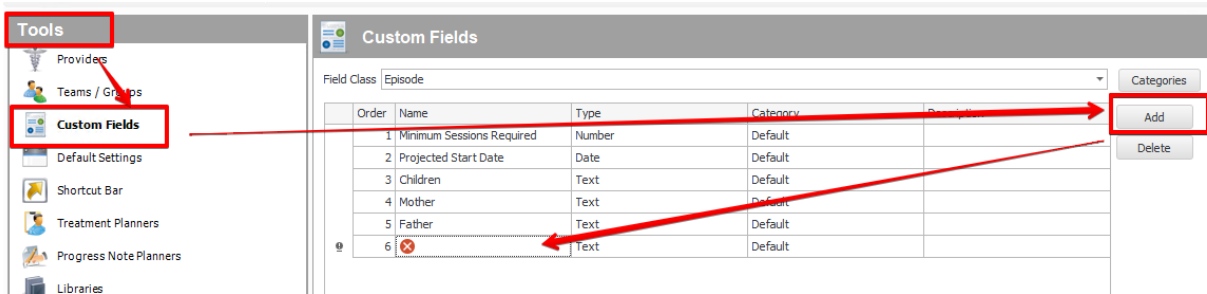 Tools
Providers
Teams / Groups
Custom Fields
Default Settings
Shortcut Bar
Treatment Planners
Progress Note Planners
Libraries
Custom Fields
Field Class Episode
Categories
Order Name Type Category Description
Add
1 Minimum Sessions Required Number Default
Delete
2 Projected Start Date Date Default
3 Children Text Default
4 Mother Text Default
5 Father Text Default
6 Text Default